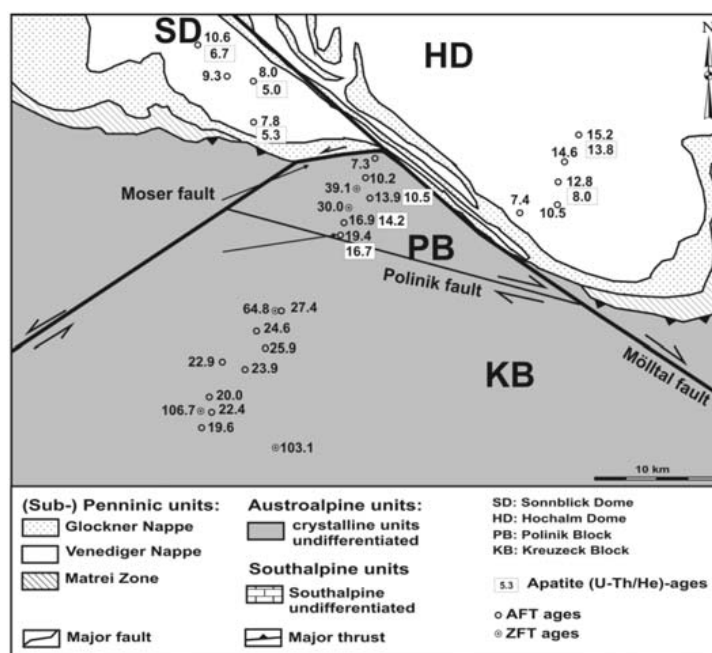 SD
HD
N
10.6
6.7
9.3
8.0
5.0
7.8
5.3
15.2
14.6 13.8
12.8
8.0
7.4
10.5
7.3
10.2
39.1
13.9 10.5
30.0
16.9 14.2
19.4
16.7
Moser fault
PB
Polinik fault
Mölltal fault
KB
64.8 27.4
24.6
25.9
22.9
23.9
20.0
106.7 22.4
19.6
103.1
10 km
(Sub-) Penninic units:
Glockner Nappe
Venediger Nappe
Matrei Zone
Major fault
Austroalpine units:
crystalline units
undifferentiated
Southalpine units
Southalpine
undifferentiated
Major thrust
SD: Sonnblick Dome
HD: Hochalm Dome
PB: Polinik Block
KB: Kreuzeck Block
5.3 Apatite (U-Th/He)-ages
AFT ages
ZFT ages